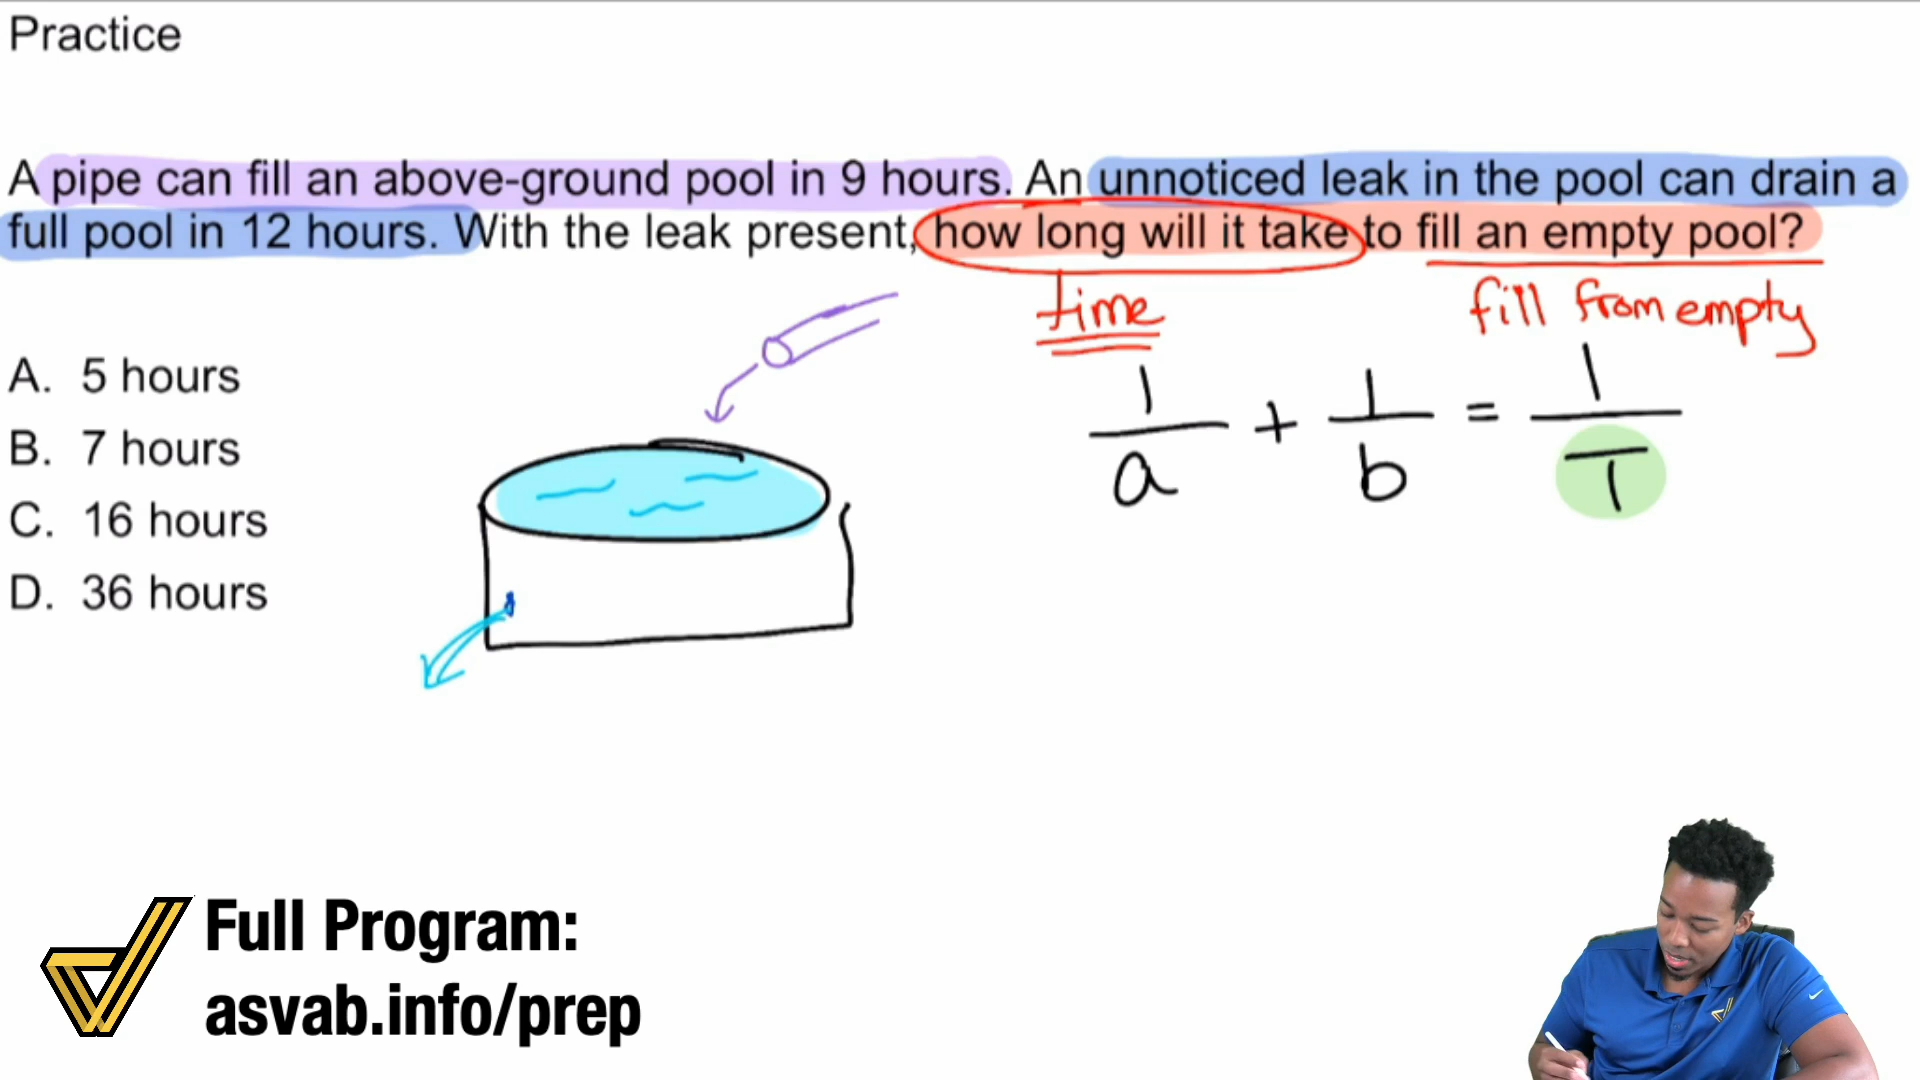 Practice
A pipe can fill an above-ground pool in 9 hours. An unnoticed leak in the pool can drain a
full pool in 12 hours. With the leak present, how long will it take to fill an empty pool?
time
fill from empty
A. 5 hours
B. 7 hours
C. 16 hours
D. 36 hours
1/a + 1/b = 1/T
Full Program:
asvab.info/prep